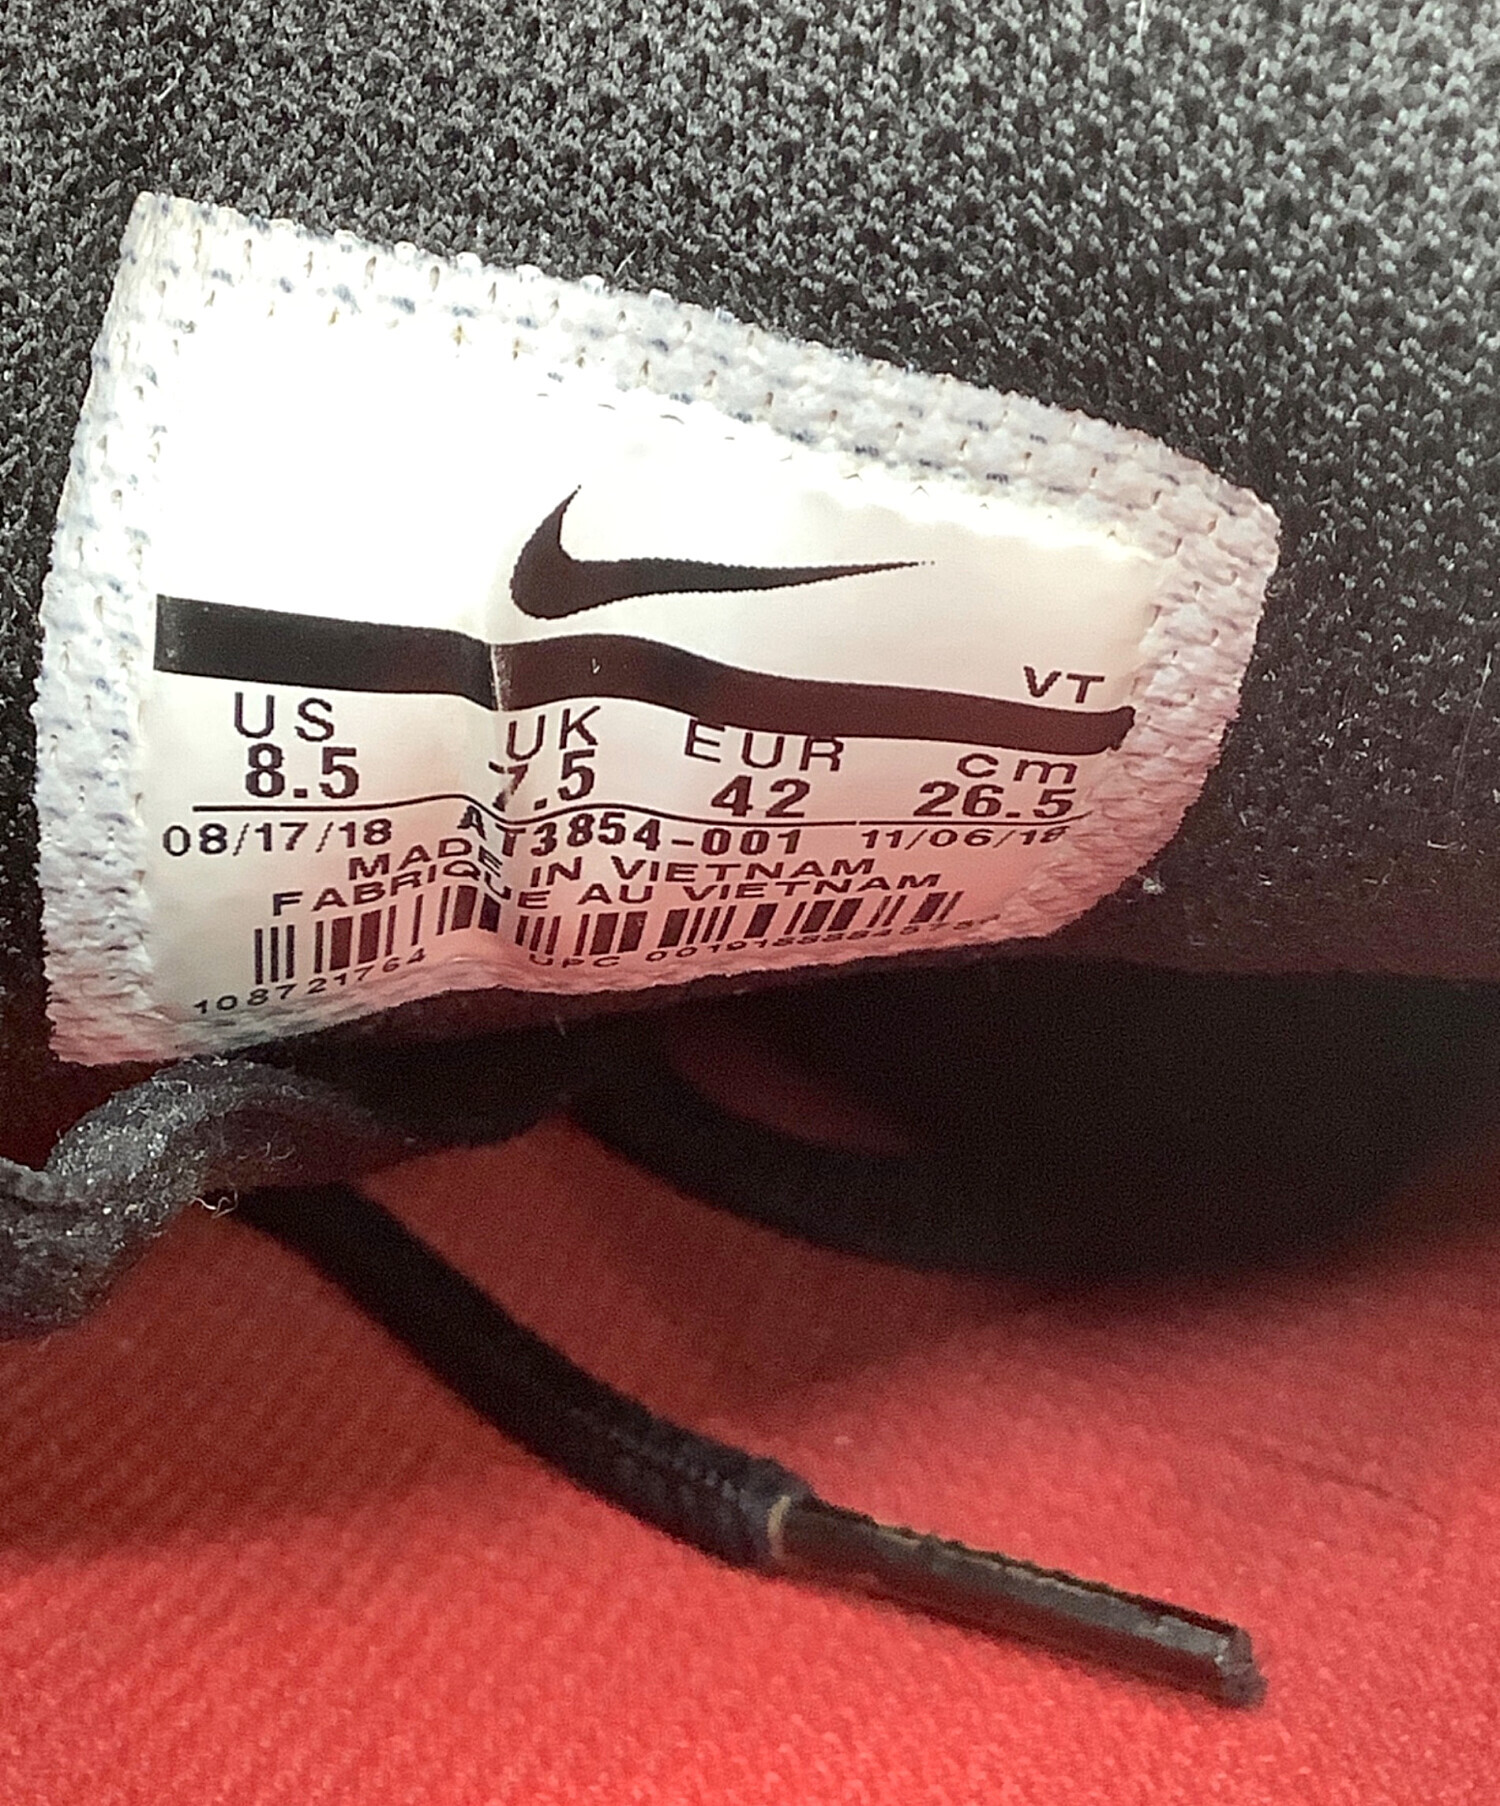 VT
US UK EUR cm
8.5 7.5 42 26.5
08/17/18 AT3854-001 11/06/18
MADE IN VIETNAM
FABRIQUE AU VIETNAM
108721764 UPC